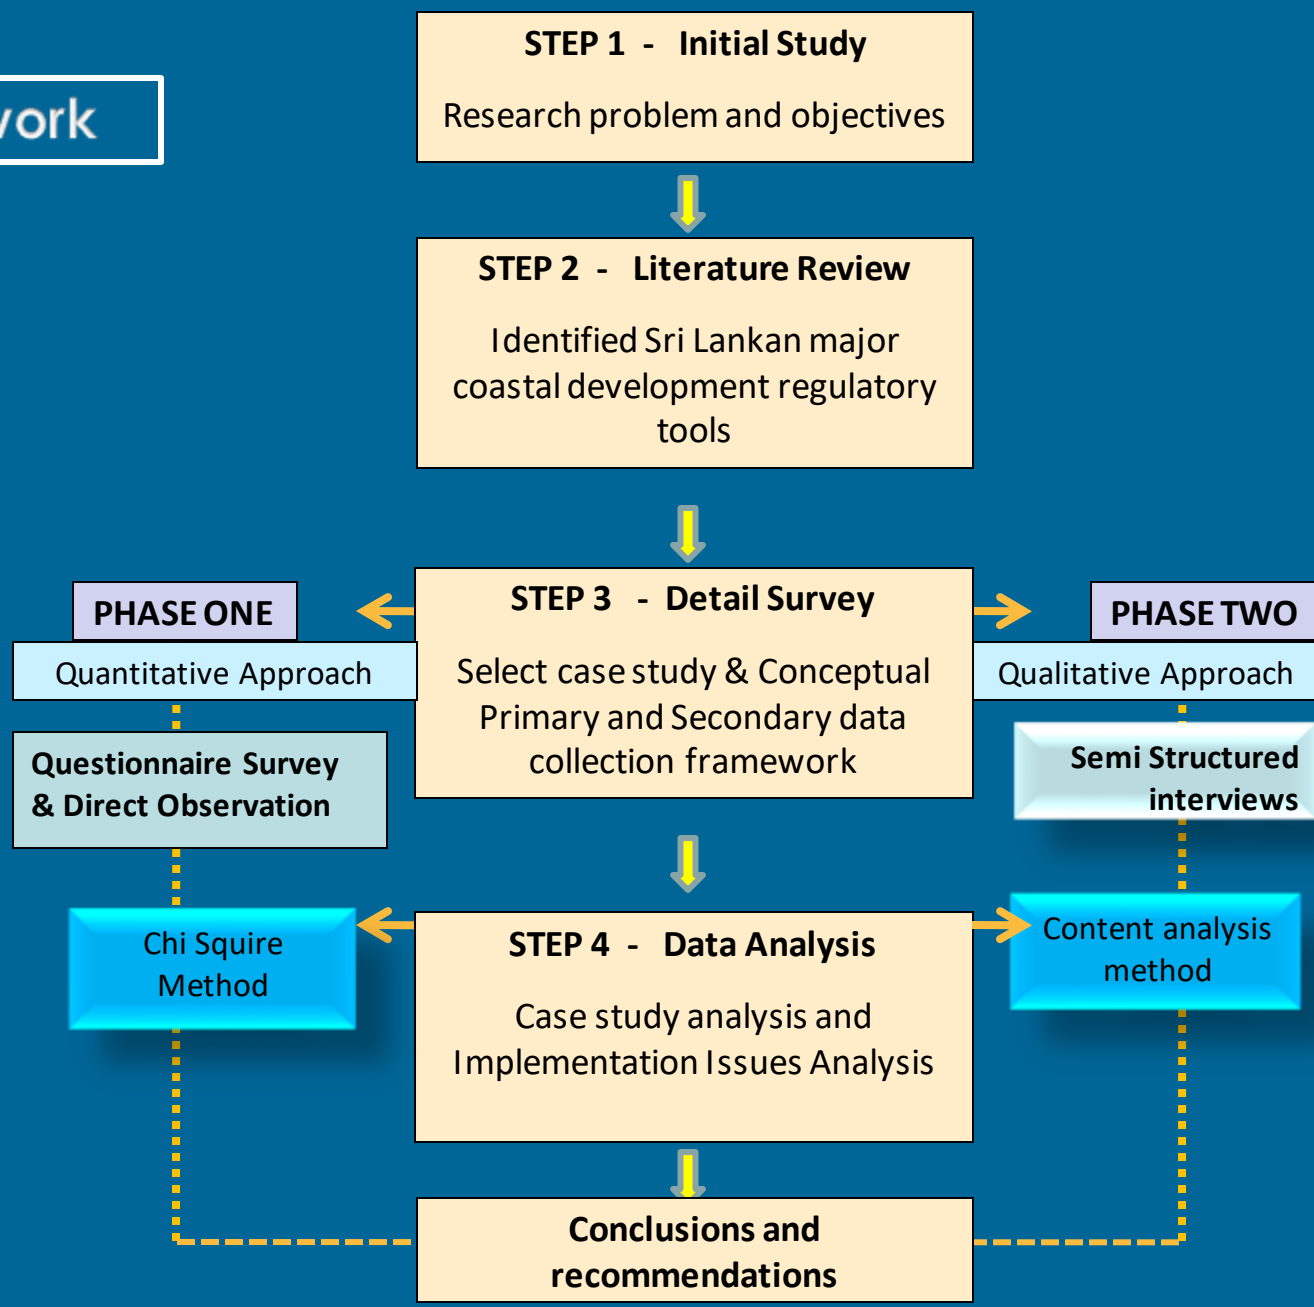 STEP 1 - Initial Study
Research problem and objectives
STEP 2 - Literature Review
Identified Sri Lankan major
coastal development regulatory
tools
PHASE ONE
Quantitative Approach
Questionnaire Survey
& Direct Observation
STEP 3 - Detail Survey
Select case study & Conceptual
Primary and Secondary data
collection framework
PHASE TWO
Qualitative Approach
Semi Structured
interviews
Chi Squire
Method
STEP 4 - Data Analysis
Case study analysis and
Implementation Issues Analysis
Content analysis
method
Conclusions and
recommendations